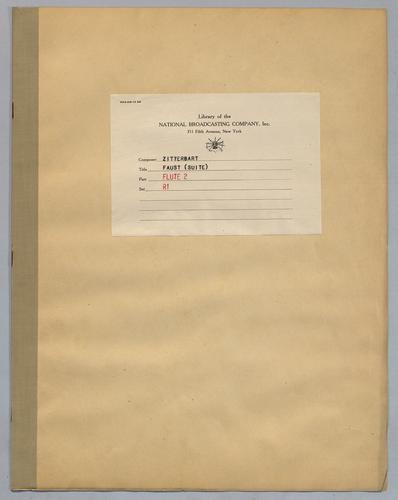 Library of the
NATIONAL BROADCASTING COMPANY, Inc.
711 Fifth Avenue, New York
Composer ZITTERBART
Title FAUST (SUITE)
Part FLUTE 2
Set R1